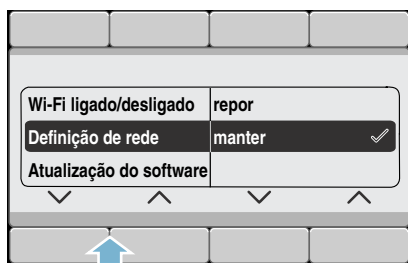 Wi-Fi ligado/desligado repor
Definição de rede manter
Atualização do software